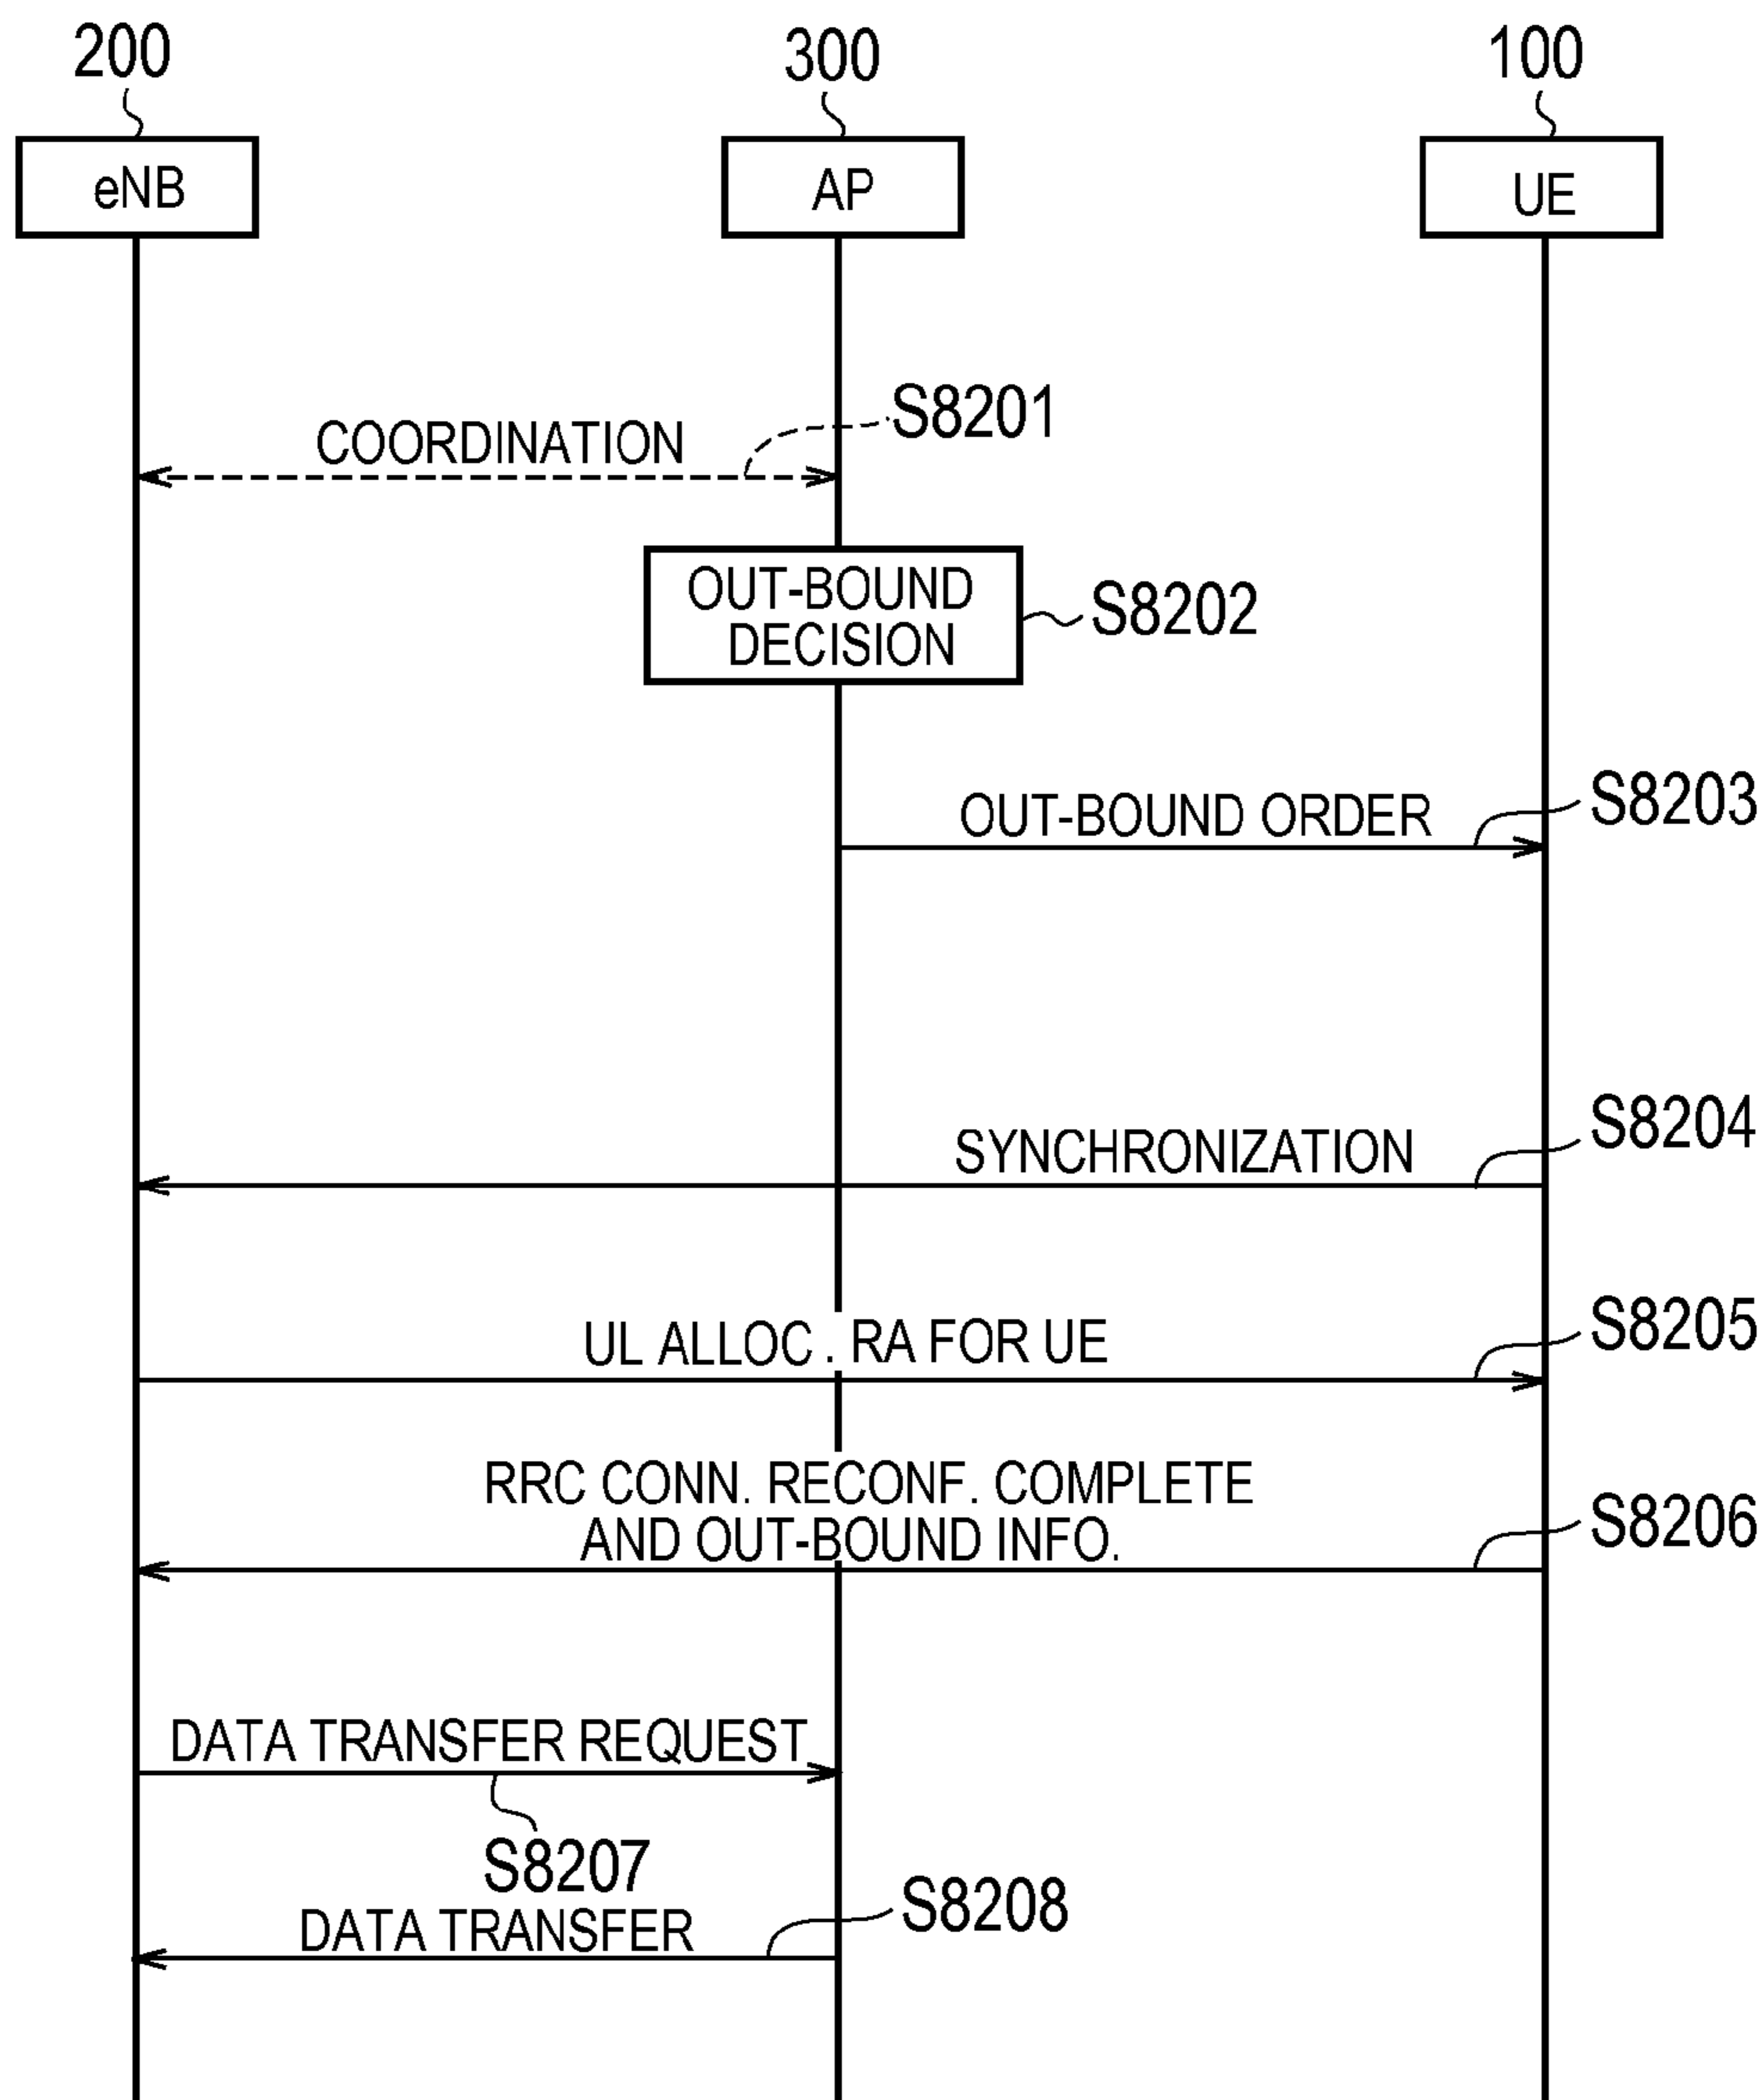 200
300
100
eNB
AP
UE
S8201
COORDINATION
OUT-BOUND
DECISION
S8202
S8203
OUT-BOUND ORDER
S8204
SYNCHRONIZATION
S8205
UL ALLOC . RA FOR UE
RRC CONN. RECONF. COMPLETE
AND OUT-BOUND INFO.
S8206
DATA TRANSFER REQUEST
S8207
S8208
DATA TRANSFER